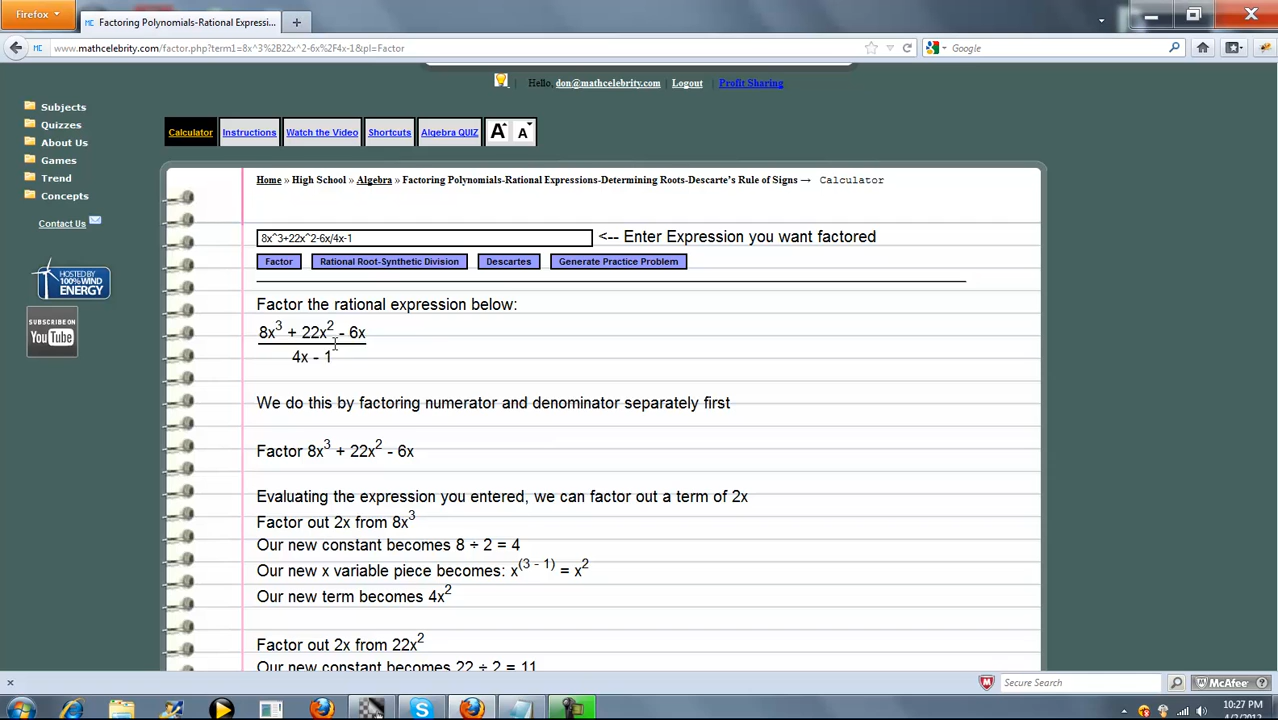 Firefox
Factoring Polynomials-Rational Expressi...
www.mathcelebrity.com/factor.php?term1=8x^3%2B22x^2-6x%2F4x-1&pl=Factor
Google
Hello, don@mathcelebrity.com | Logout | Profit Sharing
Subjects
Quizzes
About Us
Games
Trend
Concepts
Contact Us
HOSTED BY
100% WIND
ENERGY
SUBSCRIBE ON
YouTube
Calculator Instructions Watch the Video Shortcuts Algebra QUIZ A A
Home » High School » Algebra » Factoring Polynomials-Rational Expressions-Determining Roots-Descarte's Rule of Signs → Calculator
8x^3+22x^2-6x/4x-1 <-- Enter Expression you want factored
Factor Rational Root-Synthetic Division Descartes Generate Practice Problem
Factor the rational expression below:
8x³ + 22x² - 6x
4x - 1
We do this by factoring numerator and denominator separately first
Factor 8x³ + 22x² - 6x
Evaluating the expression you entered, we can factor out a term of 2x
Factor out 2x from 8x³
Our new constant becomes 8 ÷ 2 = 4
Our new x variable piece becomes: x⁽³ ⁻ ¹⁾ = x²
Our new term becomes 4x²
Factor out 2x from 22x²
Our new constant becomes 22 ÷ 2 = 11
Secure Search
McAfee
10:27 PM
4/2/2012